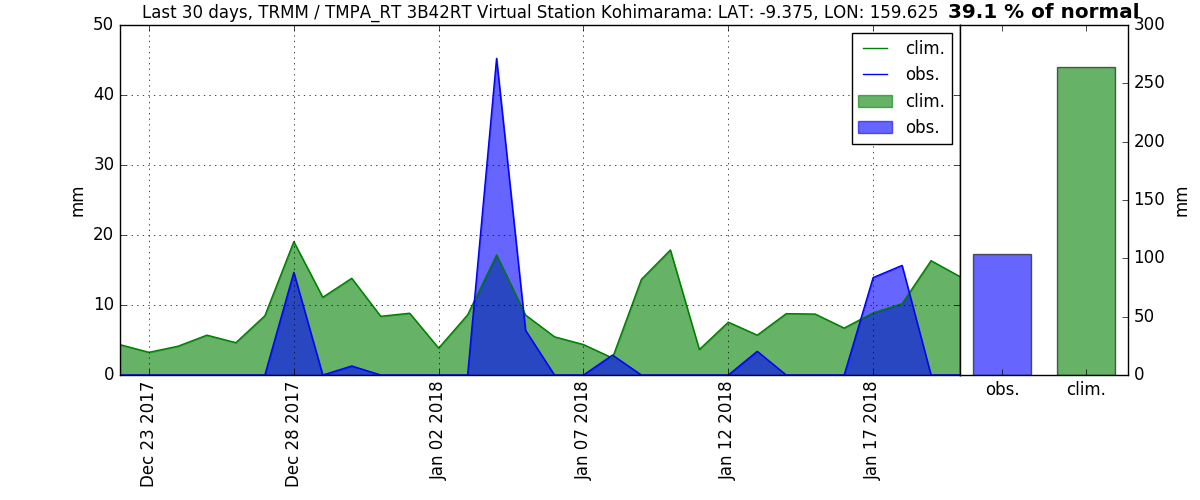 Last 30 days, TRMM / TMPA_RT 3B42RT Virtual Station Kohimarama: LAT: -9.375, LON: 159.625 39.1 % of normal
50
40
30
20
10
0
mm
clim.
obs.
clim.
obs.
300
250
200
150
100
50
0
mm
Dec 23 2017
Dec 28 2017
Jan 02 2018
Jan 07 2018
Jan 12 2018
Jan 17 2018
obs.
clim.